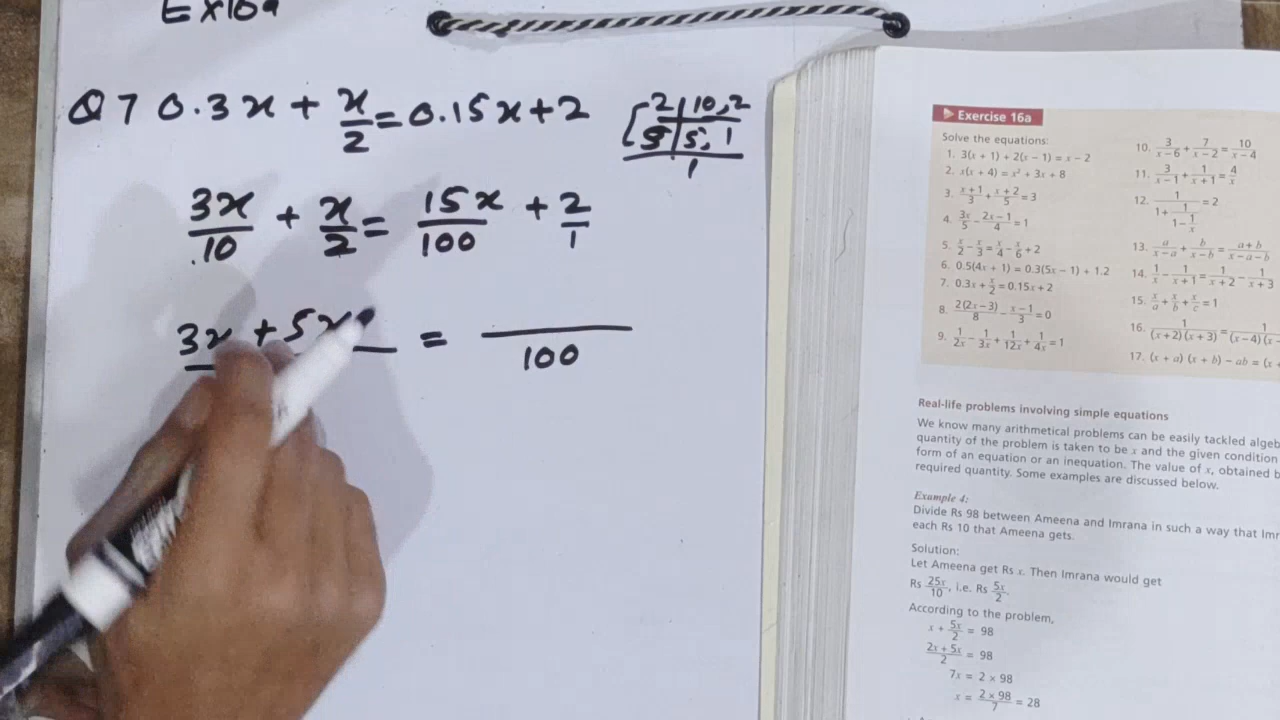 Ex16a
Q7 0.3x + x/2 = 0.15x + 2
2 | 10, 2
5 | 5, 1
1
3x/10 + x/2 = 15x/100 + 2/1
3x + 5x = /100
Exercise 16a
Solve the equations:
1. 3(x + 1) + 2(x − 1) = x − 2
2. x(x + 4) = x² + 3x + 8
3. (x + 1)/3 + (x + 2)/5 = 3
4. 3x/5 − (2x − 1)/4 = 1
5. x/2 − x/3 = x/4 − x/6 + 2
6. 0.5(4x + 1) = 0.3(5x − 1) + 1.2
7. 0.3x + x/2 = 0.15x + 2
8. 2(2x − 3)/8 − (x − 1)/3 = 0
9. 1/2x − 1/3x + 1/12x + 1/4x = 1
10. 3/(x − 6) + 7/(x − 2) = 10/(x − 4)
11. 3/(x − 1) + 1/(x + 1) = 4/x
12. 1/(1 + 1/(1 − 1/x)) = 2
13. a/(x − a) + b/(x − b) = (a + b)/(x − a − b)
14. 1/x − 1/(x + 1) = 1/(x + 2) − 1/(x + 3)
15. x/a + x/b + x/c = 1
16. 1/((x + 2)(x + 3)) = 1/(x − 4)(x −
17. (x + a) (x + b) − ab = (x +
Real-life problems involving simple equations
We know many arithmetical problems can be easily tackled algeb
quantity of the problem is taken to be x and the given condition
form of an equation or an inequation. The value of x, obtained b
required quantity. Some examples are discussed below.
Example 4:
Divide Rs 98 between Ameena and Imrana in such a way that Imr
each Rs 10 that Ameena gets.
Solution:
Let Ameena get Rs x. Then Imrana would get
Rs 25x/10, i.e. Rs 5x/2.
According to the problem,
x + 5x/2 = 98
(2x + 5x)/2 = 98
7x = 2 × 98
x = (2 × 98)/7 = 28